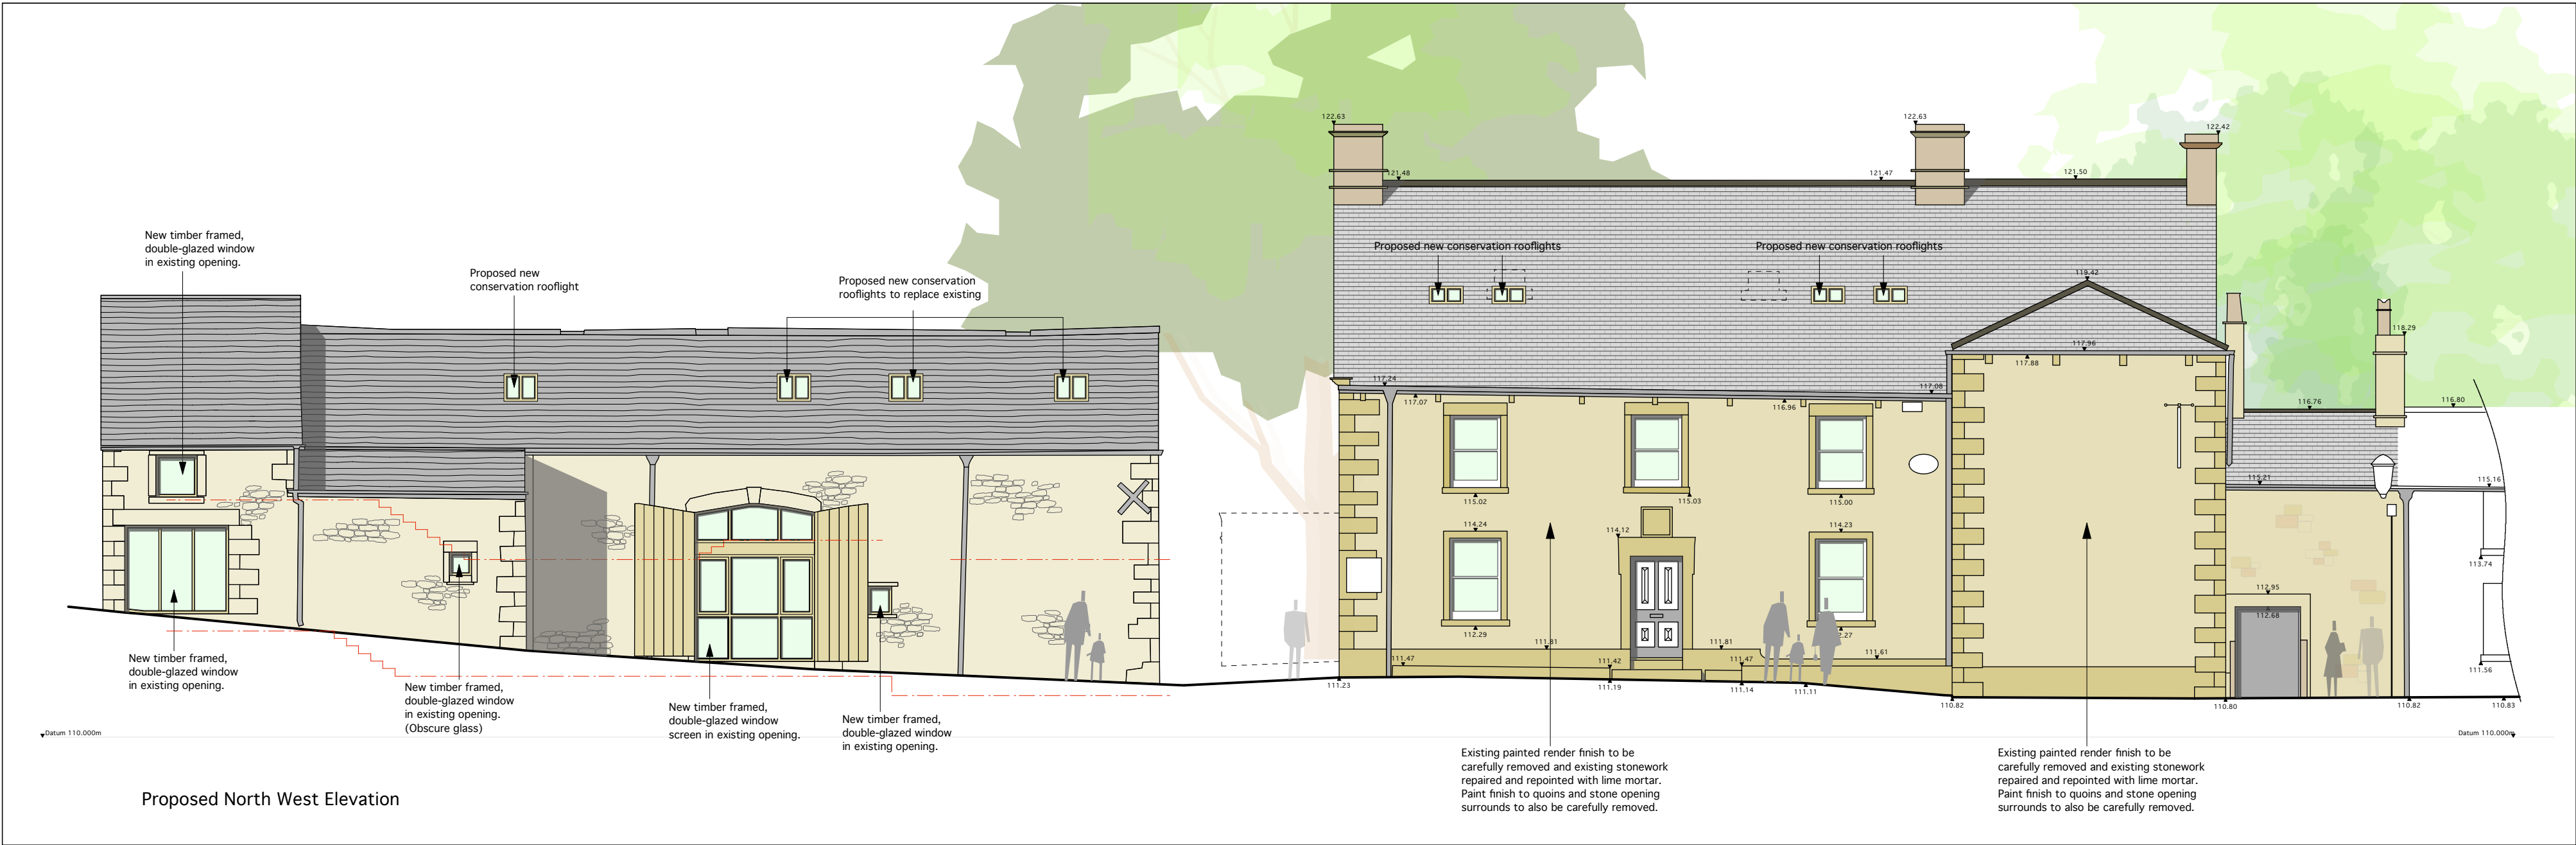 122.63
122.63
122.42
121.48
121.47
121.50
New timber framed,
double-glazed window
in existing opening.
Proposed new
conservation rooflight
Proposed new conservation
rooflights to replace existing
Proposed new conservation rooflights
Proposed new conservation rooflights
119.42
118.29
117.96
117.88
117.24
117.07
117.08
116.96
116.76
116.80
115.02
115.03
115.00
115.21
115.16
114.24
114.12
114.23
113.74
112.95
112.68
112.29
111.81
111.81
111.61
111.56
111.47
111.42
111.47
111.23
111.19
111.14
111.11
110.82
110.80
110.82
110.83
New timber framed,
double-glazed window
in existing opening.
New timber framed,
double-glazed window
in existing opening.
(Obscure glass)
New timber framed,
double-glazed window
screen in existing opening.
New timber framed,
double-glazed window
in existing opening.
Datum 110.000m
Datum 110.000m
Existing painted render finish to be
carefully removed and existing stonework
repaired and repointed with lime mortar.
Paint finish to quoins and stone opening
surrounds to also be carefully removed.
Existing painted render finish to be
carefully removed and existing stonework
repaired and repointed with lime mortar.
Paint finish to quoins and stone opening
surrounds to also be carefully removed.
Proposed North West Elevation